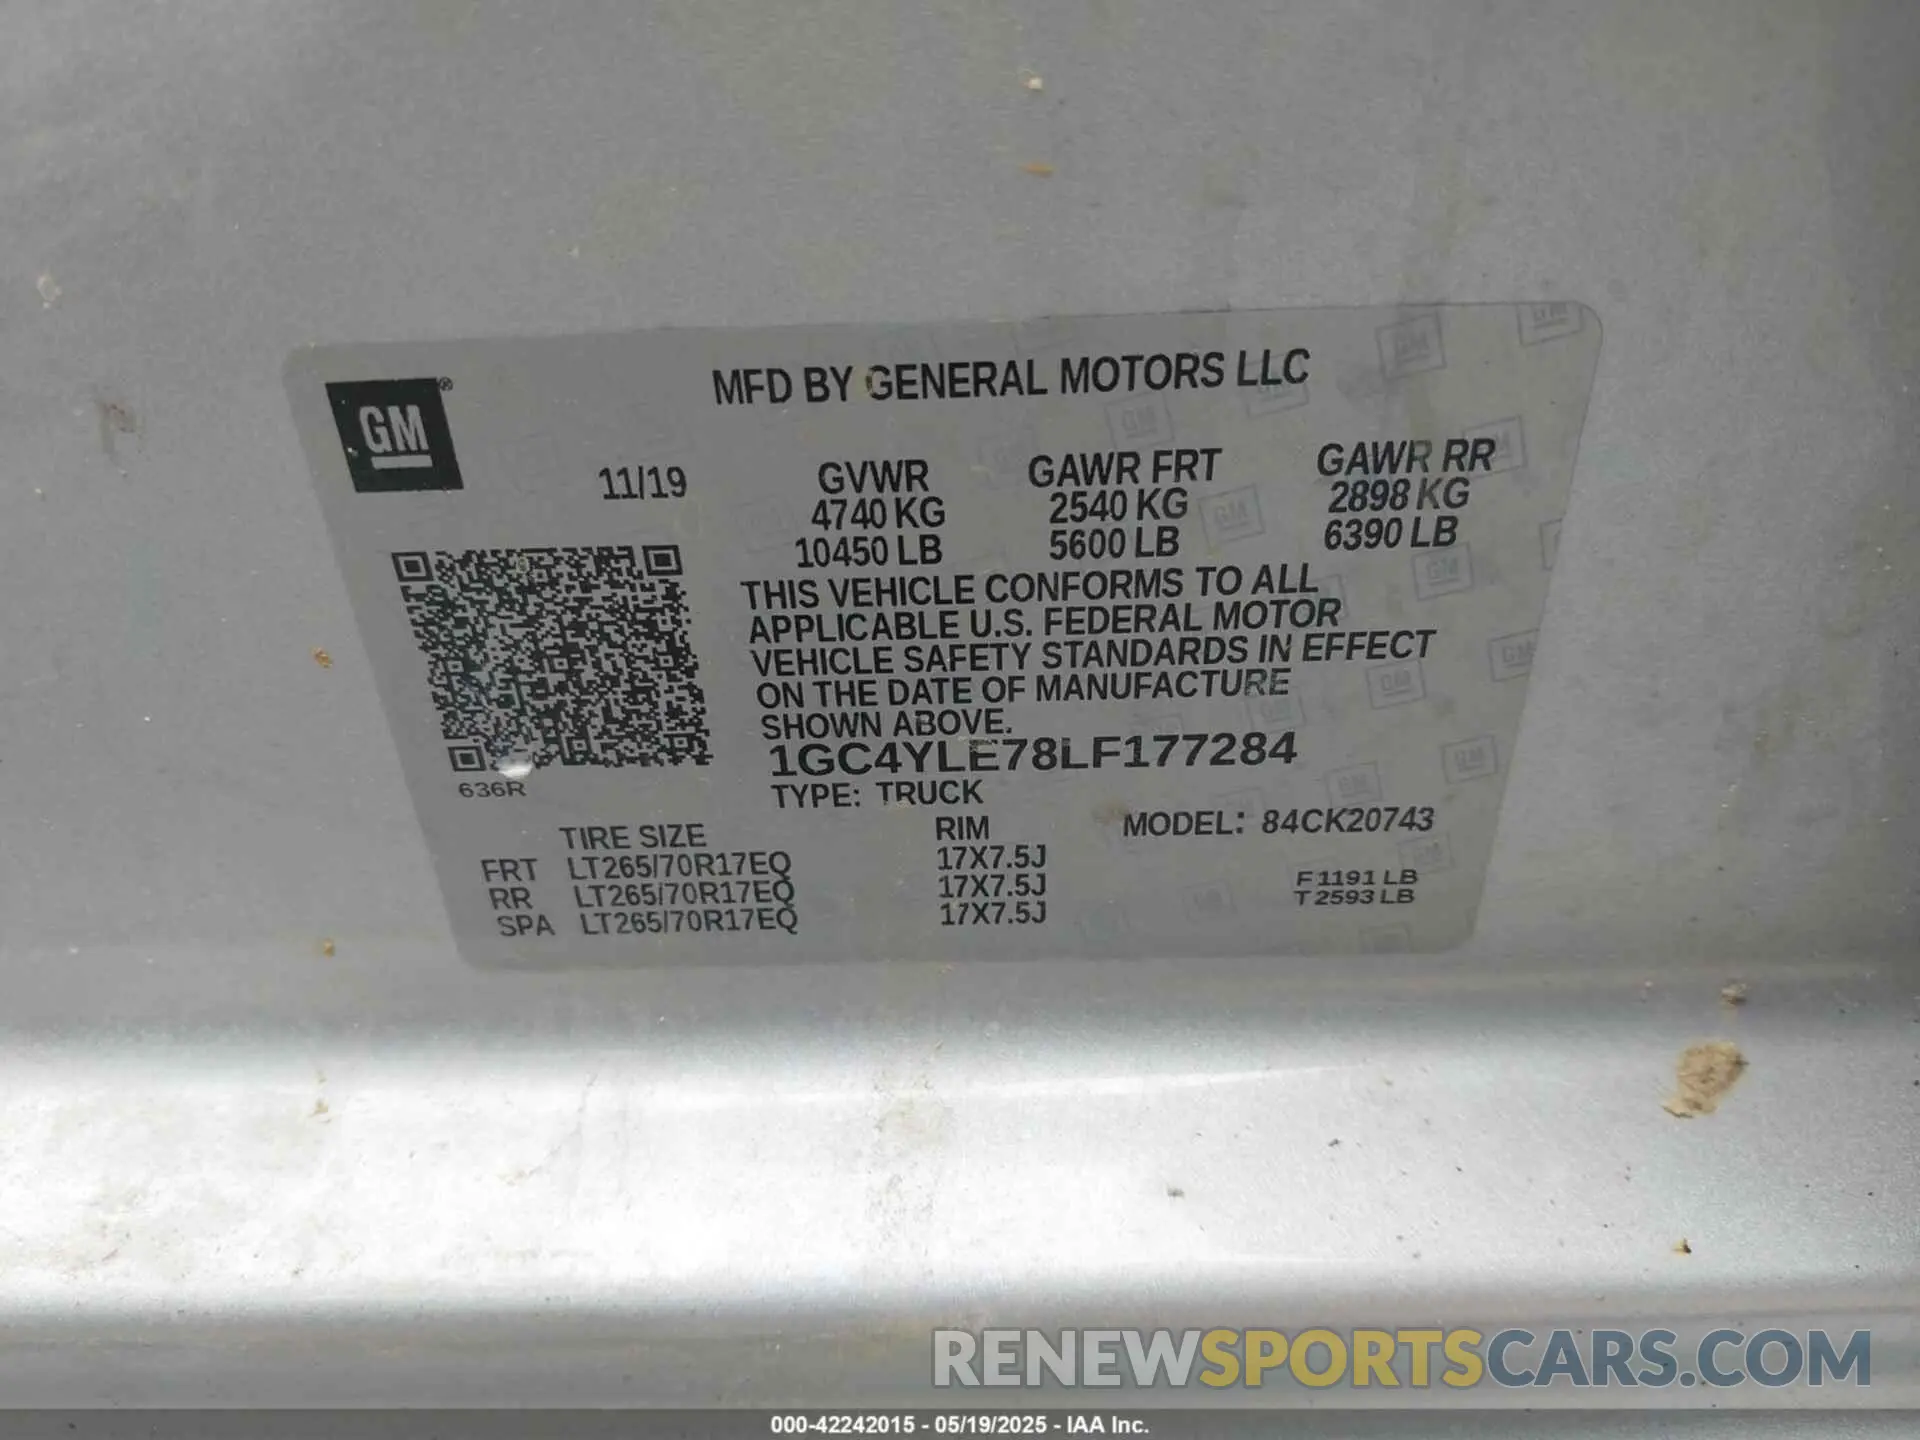 MFD BY GENERAL MOTORS LLC
GM®
11/19
GVWR GAWR FRT GAWR RR
4740 KG 2540 KG 2898 KG
10450 LB 5600 LB 6390 LB
THIS VEHICLE CONFORMS TO ALL
APPLICABLE U.S. FEDERAL MOTOR
VEHICLE SAFETY STANDARDS IN EFFECT
ON THE DATE OF MANUFACTURE
SHOWN ABOVE.
1GC4YLE78LF177284
636R
TYPE: TRUCK
TIRE SIZE RIM MODEL: 84CK20743
FRT LT265/70R17EQ 17X7.5J
RR LT265/70R17EQ 17X7.5J F1191 LB
SPA LT265/70R17EQ 17X7.5J T2593 LB
RENEWSPORTSCARS.COM
000-42242015 - 05/19/2025 - IAA Inc.